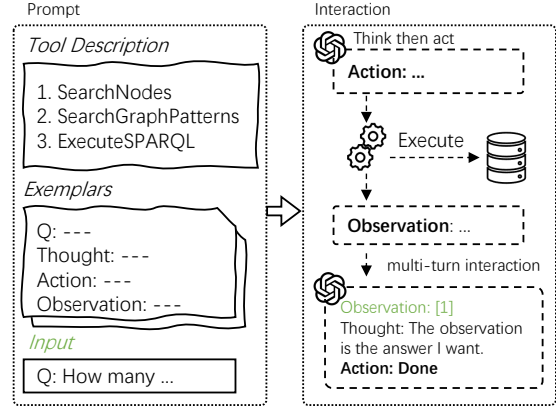 Prompt
Tool Description
1. SearchNodes
2. SearchGraphPatterns
3. ExecuteSPARQL
Exemplars
Q: ---
Thought: ---
Action: ---
Observation: ---
Input
Q: How many ...
Interaction
Think then act
Action: ...
Execute
Observation: ...
multi-turn interaction
Observation: [1]
Thought: The observation
is the answer I want.
Action: Done